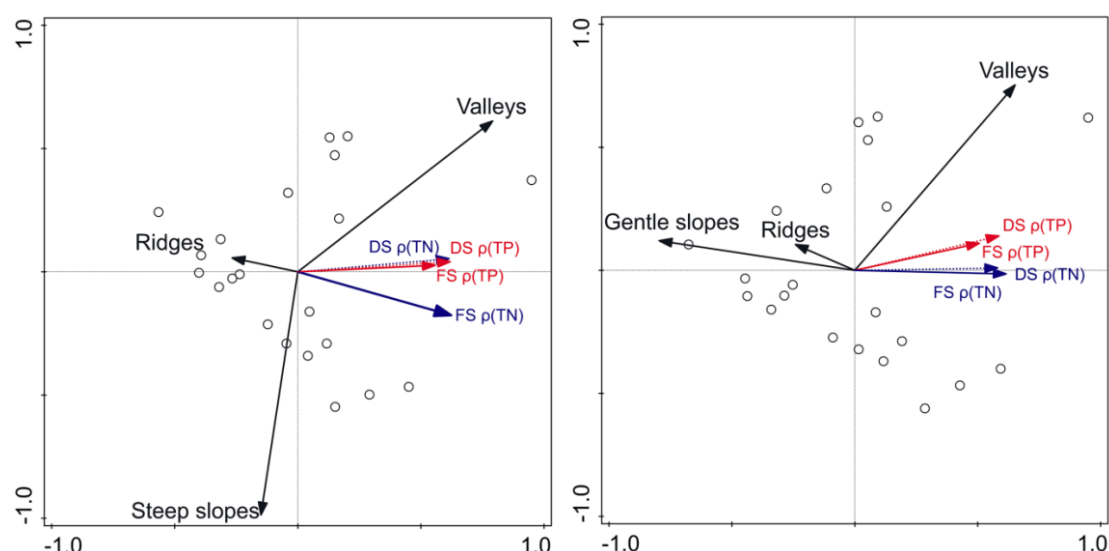 1.0
Valleys
Ridges
DS ρ(TN)
DS ρ(TP)
FS ρ(TP)
FS ρ(TN)
Steep slopes
-1.0
-1.0
1.0
1.0
Valleys
Gentle slopes
Ridges
DS ρ(TP)
FS ρ(TP)
DS ρ(TN)
FS ρ(TN)
-1.0
-1.0
1.0